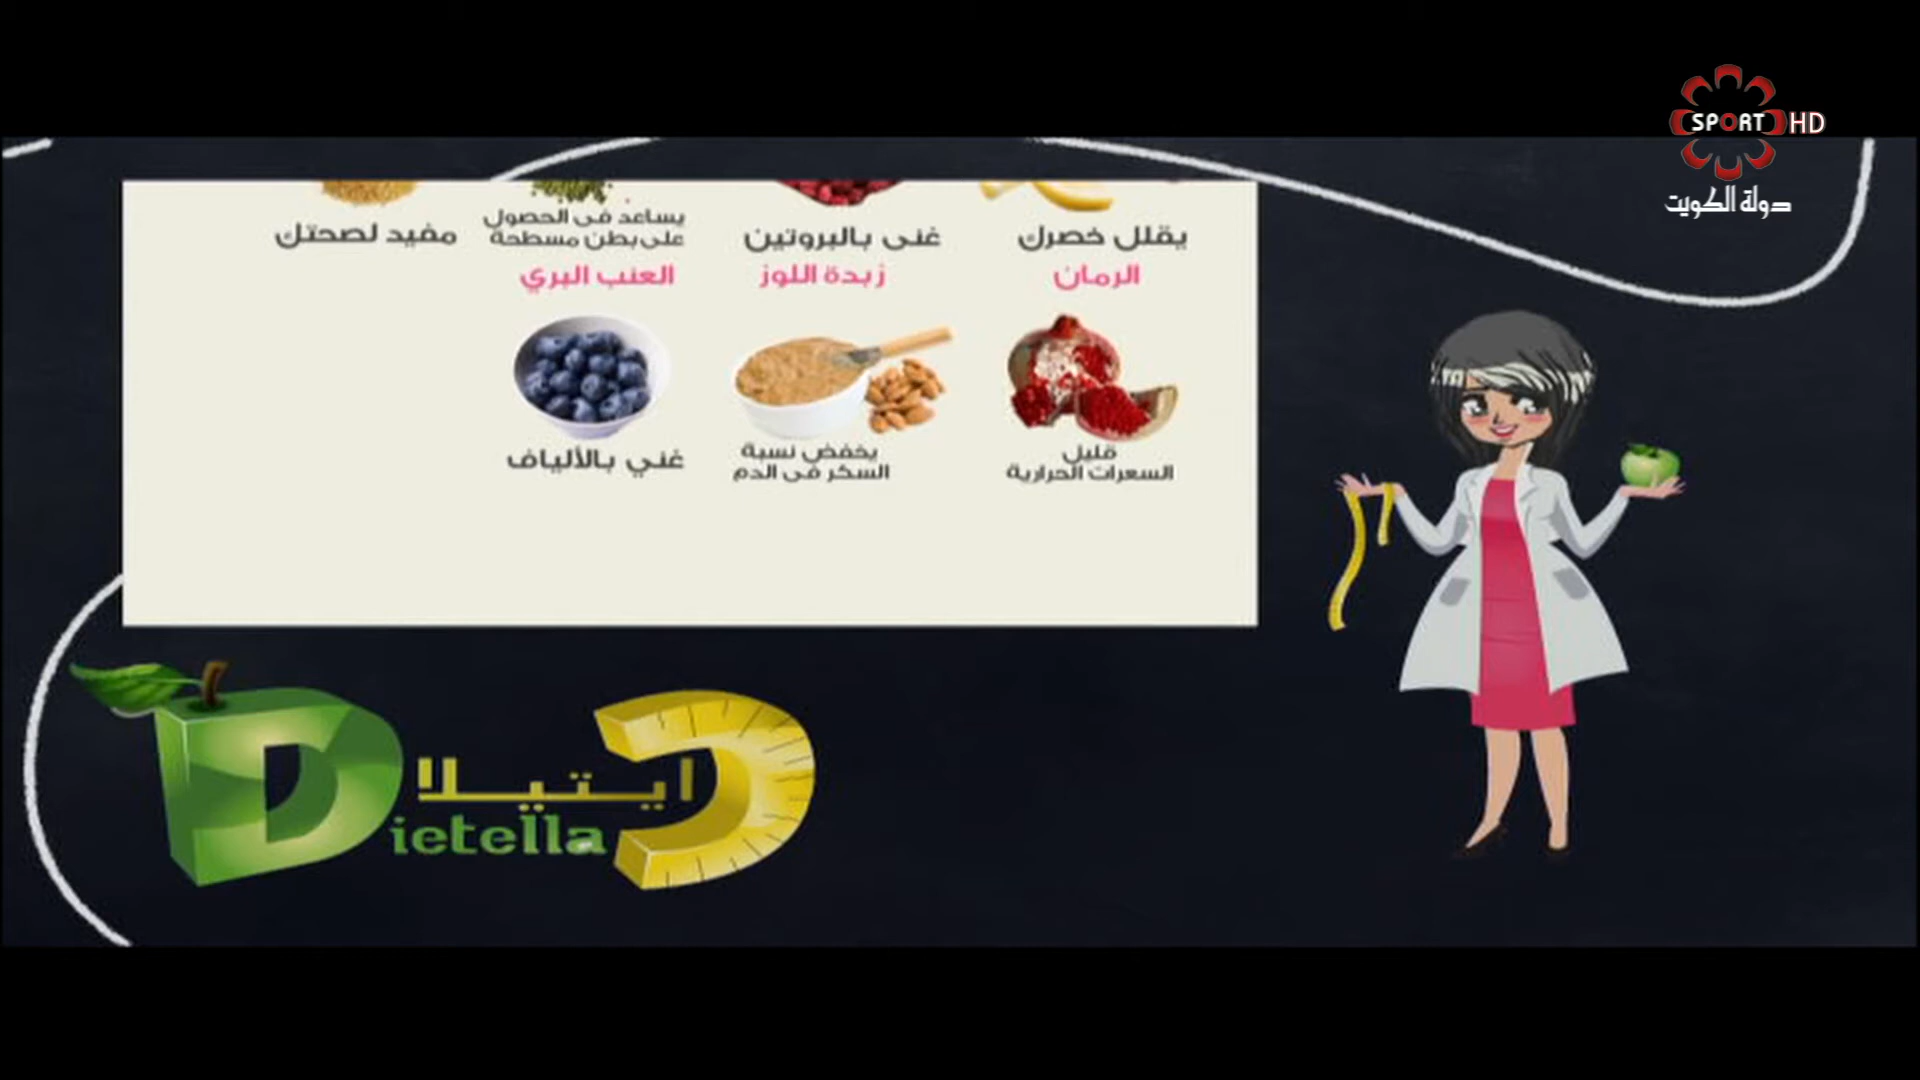 SPORT HD
دولة الكويت
يقلل خصرك
غنى بالبروتين
يساعد فى الحصول
على بطن مسطحة
مفيد لصحتك
الرمان
زبدة اللوز
العنب البري
قليل
السعرات الحرارية
يخفض نسبة
السكر فى الدم
غني بالألياف
دايتيلا
Dietella